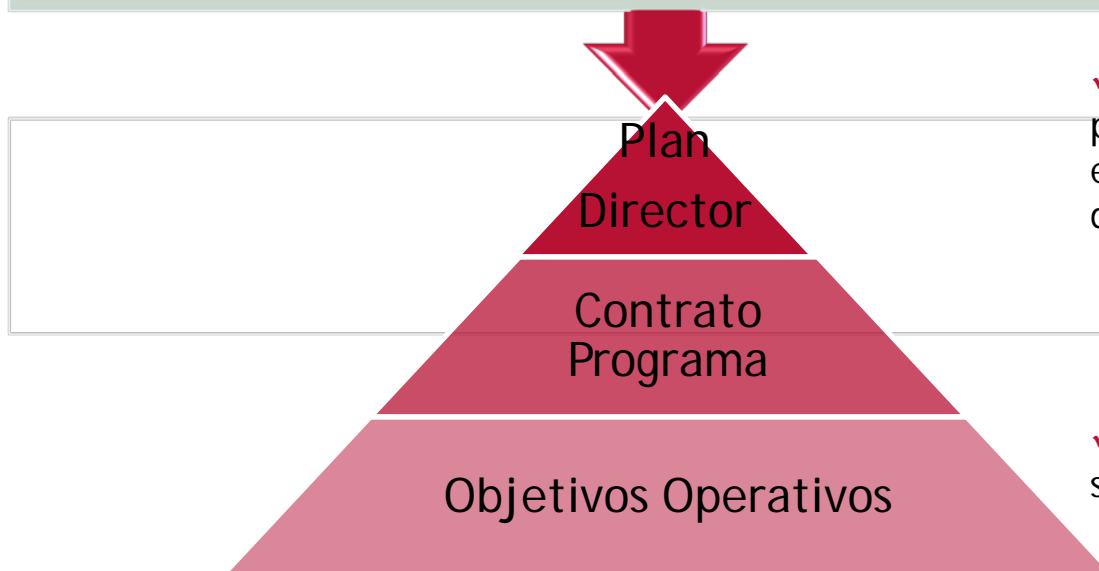 Plan
Director
Contrato
Programa
Objetivos Operativos